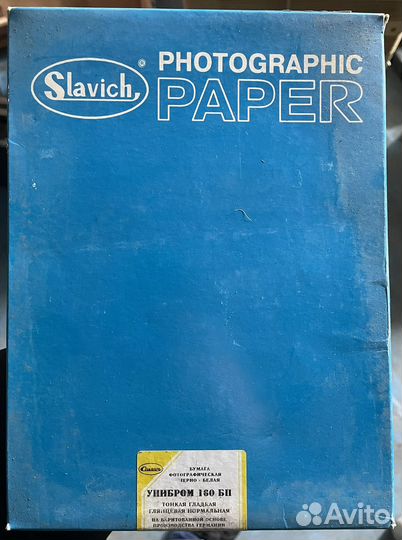 Slavich ®
PHOTOGRAPHIC
PAPER
Славич
БУМАГА
ФОТОГРАФИЧЕСКАЯ
ЧЕРНО - БЕЛАЯ
УНИБРОМ 160 БП
ТОНКАЯ ГЛАДКАЯ
ГЛЯНЦЕВАЯ НОРМАЛЬНАЯ
НА БАРИТОВАННОЙ ОСНОВЕ
ПРОИЗВОДСТВА ГЕРМАНИИ
Avito